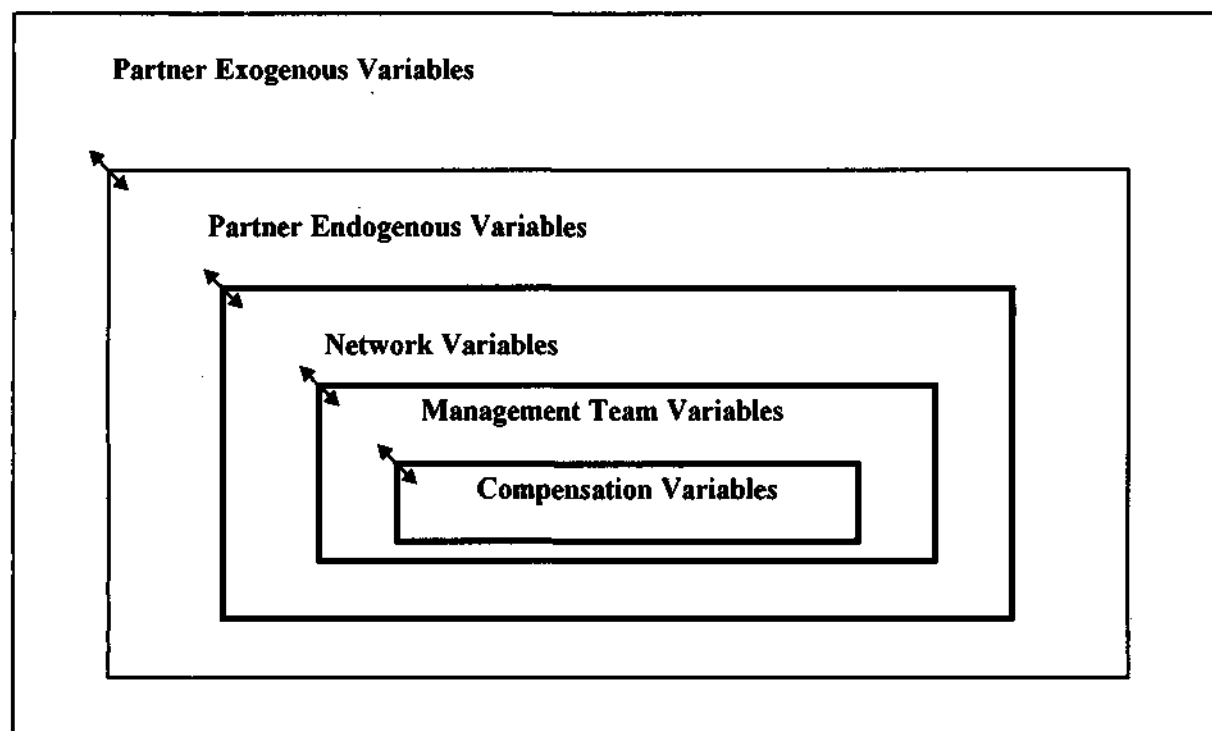 Partner Exogenous Variables
Partner Endogenous Variables
Network Variables
Management Team Variables
Compensation Variables